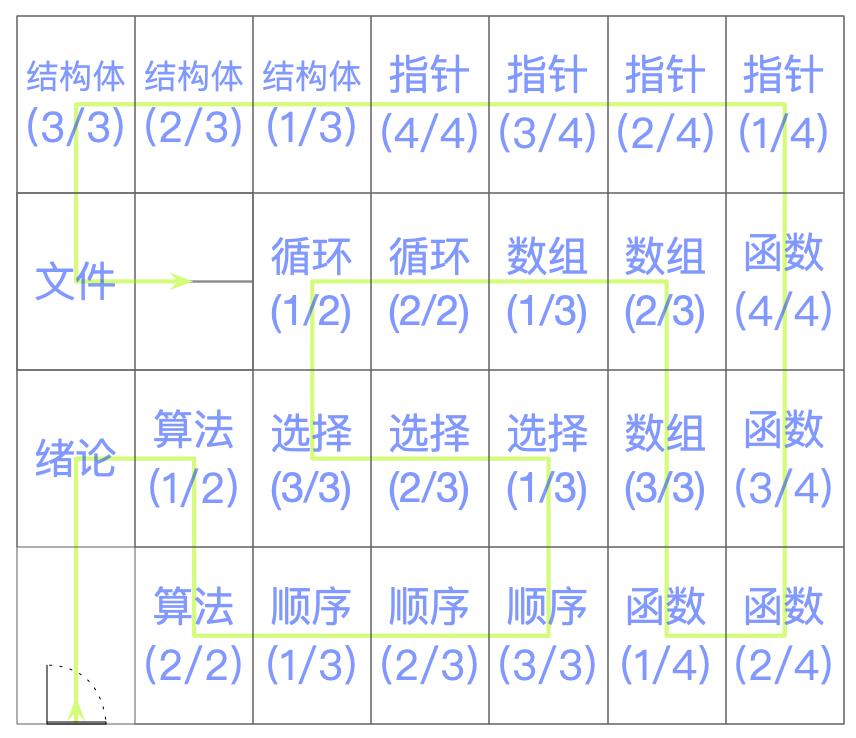 结构体 结构体 结构体 指针 指针 指针 指针
(3/3) (2/3) (1/3) (4/4) (3/4) (2/4) (1/4)
文件 循环 循环 数组 数组 函数
(1/2) (2/2) (1/3) (2/3) (4/4)
绪论 算法 选择 选择 选择 数组 函数
(1/2) (3/3) (2/3) (1/3) (3/3) (3/4)
算法 顺序 顺序 顺序 函数 函数
(2/2) (1/3) (2/3) (3/3) (1/4) (2/4)